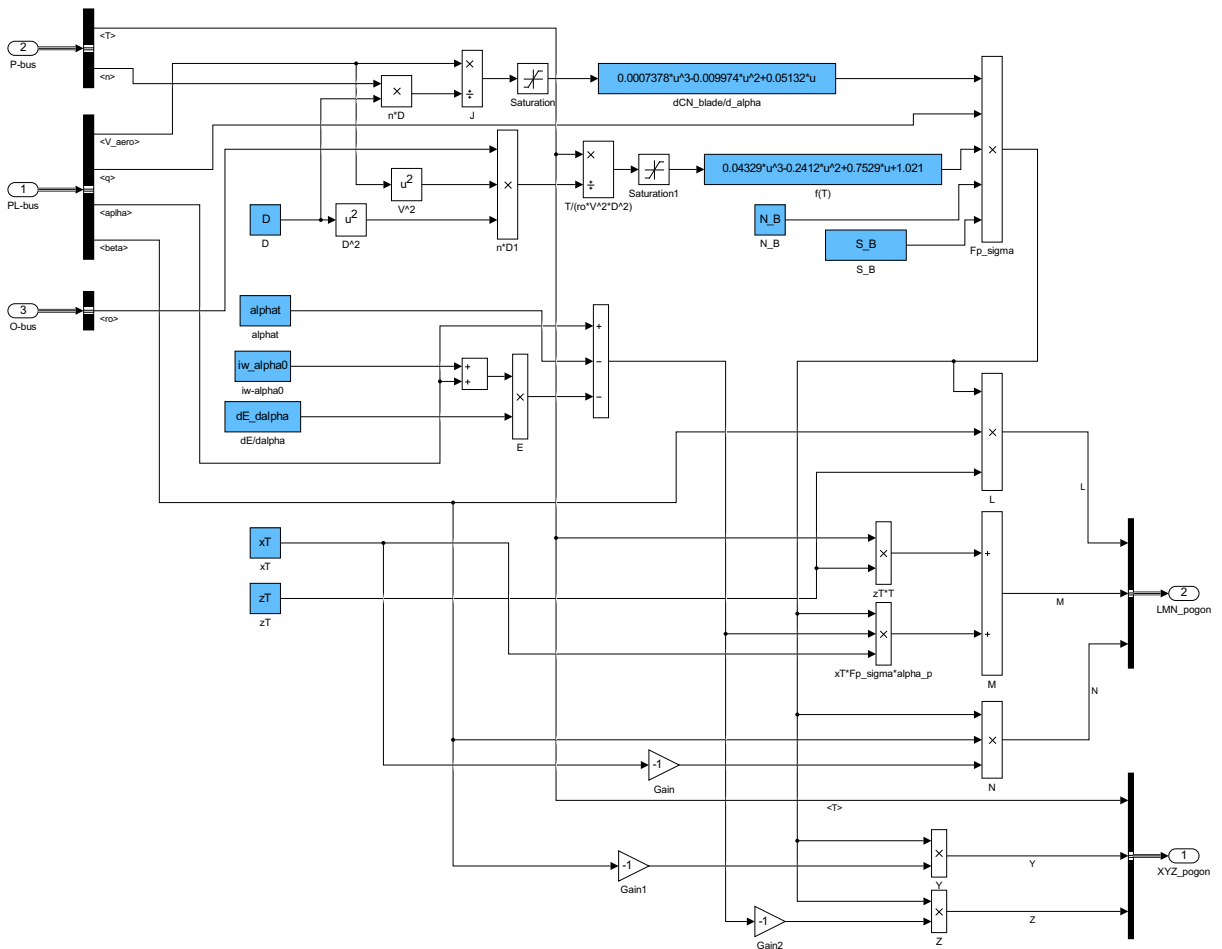 2
P-bus
<T>
<n>
×
n*D
×
÷
J
Saturation
0.0007378*u^3-0.009974*u^2+0.05132*u
dCN_blade/d_alpha
1
PL-bus
<V_aero>
<q>
<aplha>
<beta>
D
D
u²
V^2
u²
D^2
×
n*D1
×
÷
T/(ro*V^2*D^2)
Saturation1
0.04329*u^3-0.2412*u^2+0.7529*u+1.021
f(T)
N_B
N_B
S_B
S_B
×
Fp_sigma
3
O-bus
<ro>
alphat
alphat
iw_alpha0
iw-alpha0
dE_dalpha
dE/dalpha
+
+
×
E
+
−
−
×
L
L
xT
xT
zT
zT
×
zT*T
×
xT*Fp_sigma*alpha_p
+
+
M
M
2
LMN_pogon
×
N
N
-1
Gain
<T>
-1
Gain1
×
Y
Y
1
XYZ_pogon
-1
Gain2
×
Z
Z